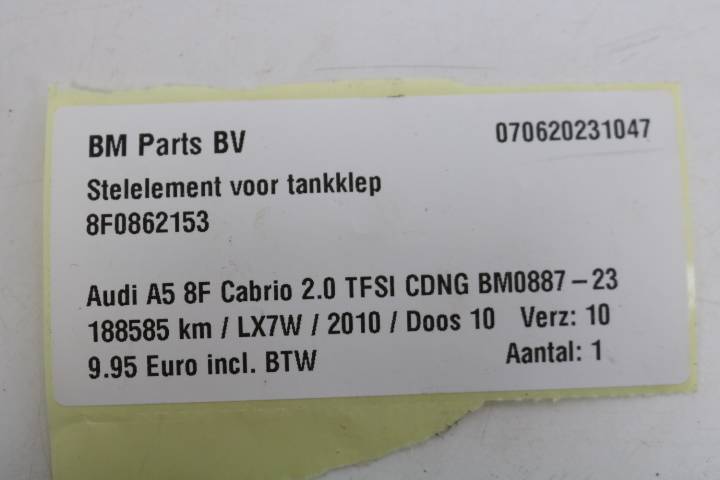 BM Parts BV 070620231047
Stelelement voor tankklep
8F0862153
Audi A5 8F Cabrio 2.0 TFSI CDNG BM0887-23
188585 km / LX7W / 2010 / Doos 10 Verz: 10
9.95 Euro incl. BTW Aantal: 1